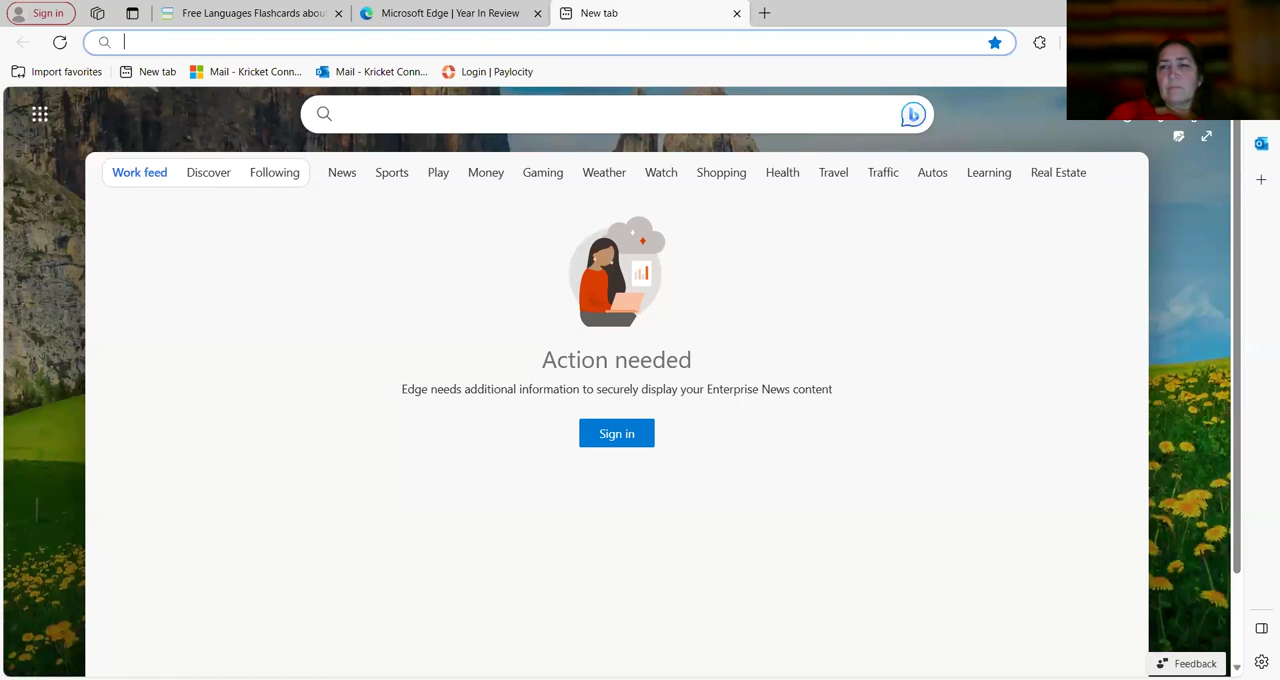 Sign in
Free Languages Flashcards abou
Microsoft Edge | Year In Review
New tab
Import favorites
New tab
Mail - Kricket Conn...
Mail - Kricket Conn...
Login | Paylocity
Work feed
Discover
Following
News
Sports
Play
Money
Gaming
Weather
Watch
Shopping
Health
Travel
Traffic
Autos
Learning
Real Estate
Action needed
Edge needs additional information to securely display your Enterprise News content
Sign in
Feedback